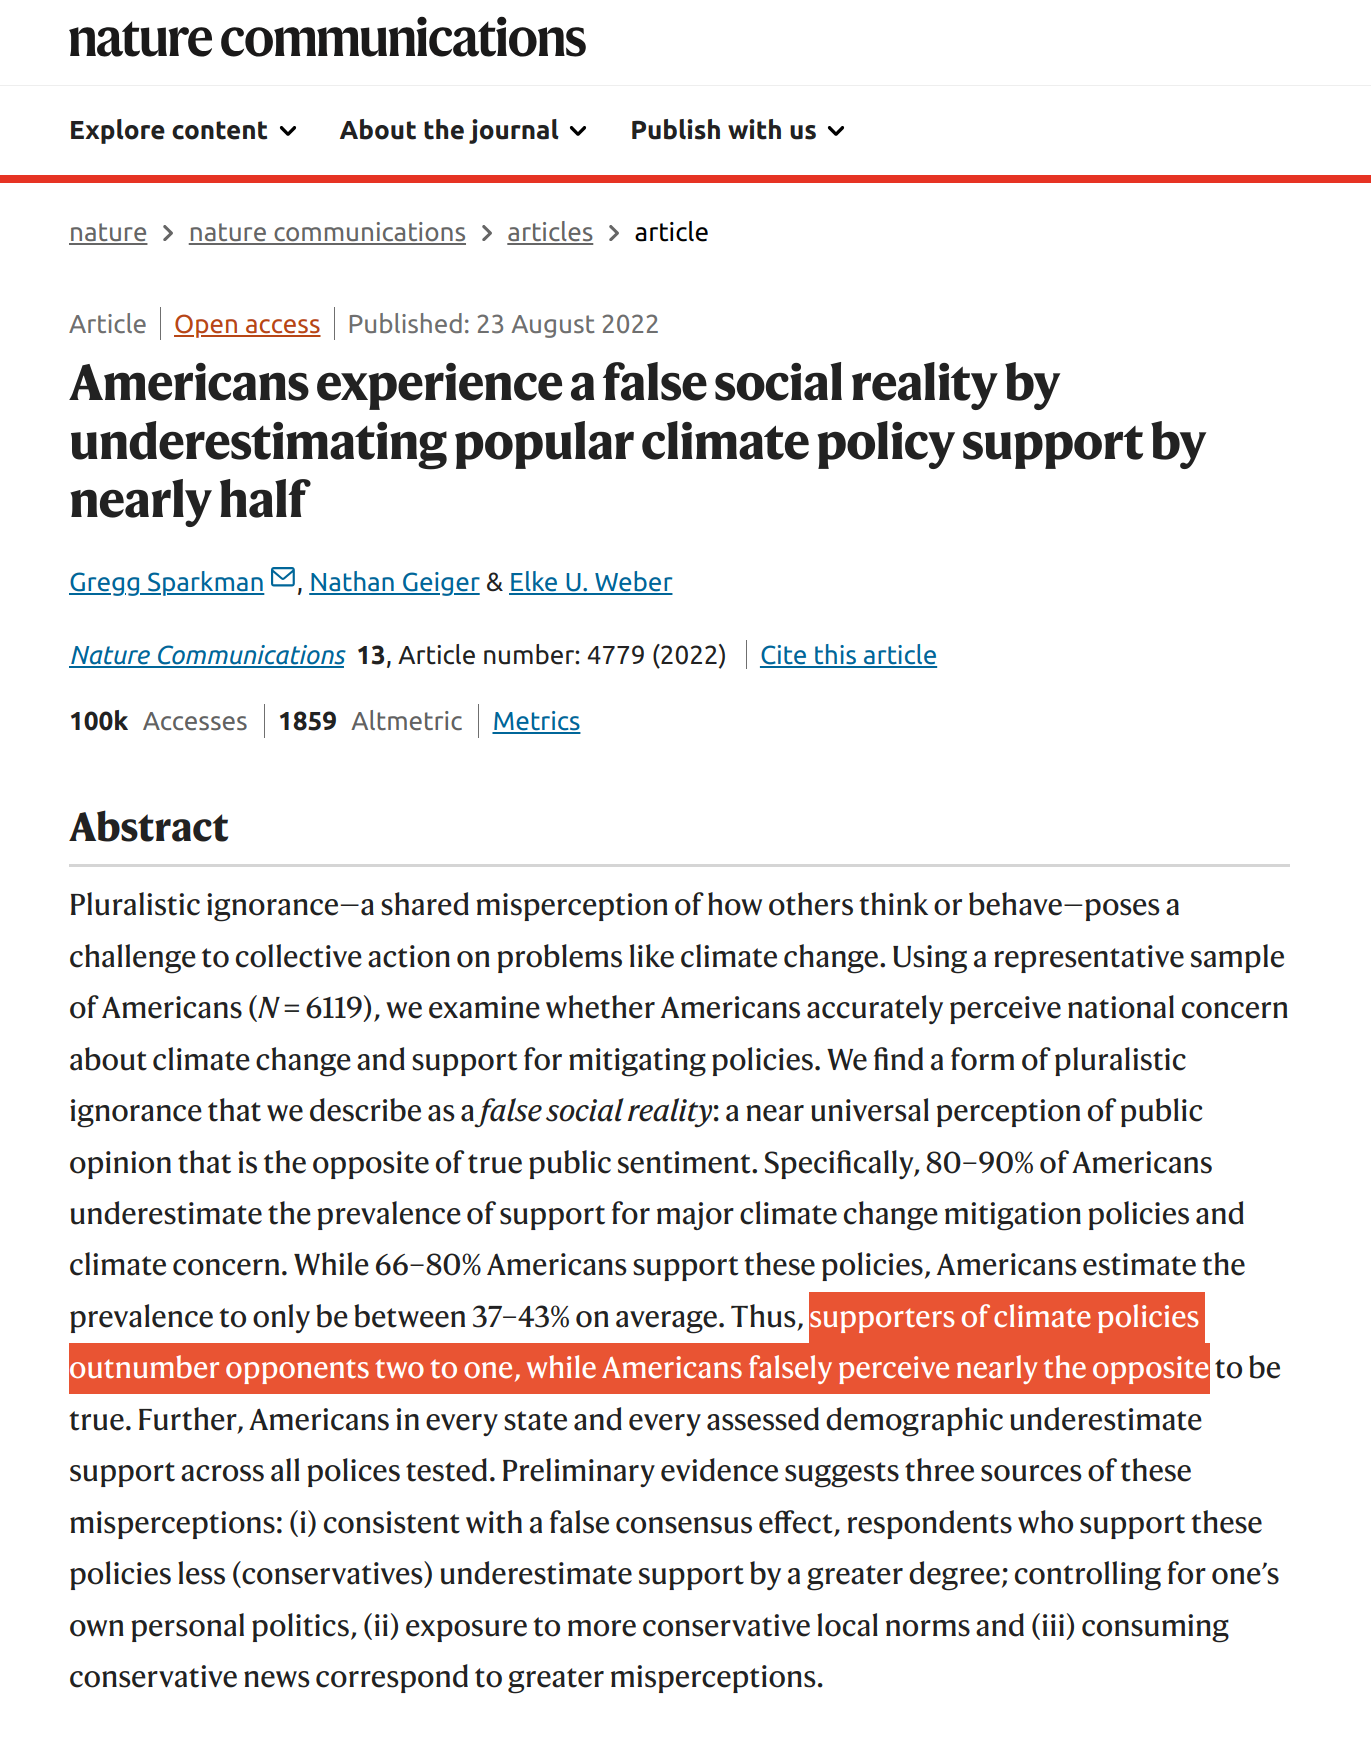 nature communications
Explore content About the journal Publish with us
nature > nature communications > articles > article
Article | Open access | Published: 23 August 2022
Americans experience a false social reality by
underestimating popular climate policy support by
nearly half
Gregg Sparkman, Nathan Geiger & Elke U. Weber
Nature Communications 13, Article number: 4779 (2022) | Cite this article
100k Accesses | 1859 Altmetric | Metrics
Abstract
Pluralistic ignorance—a shared misperception of how others think or behave—poses a
challenge to collective action on problems like climate change. Using a representative sample
of Americans (N = 6119), we examine whether Americans accurately perceive national concern
about climate change and support for mitigating policies. We find a form of pluralistic
ignorance that we describe as a false social reality: a near universal perception of public
opinion that is the opposite of true public sentiment. Specifically, 80–90% of Americans
underestimate the prevalence of support for major climate change mitigation policies and
climate concern. While 66–80% Americans support these policies, Americans estimate the
prevalence to only be between 37–43% on average. Thus, supporters of climate policies
outnumber opponents two to one, while Americans falsely perceive nearly the opposite to be
true. Further, Americans in every state and every assessed demographic underestimate
support across all polices tested. Preliminary evidence suggests three sources of these
misperceptions: (i) consistent with a false consensus effect, respondents who support these
policies less (conservatives) underestimate support by a greater degree; controlling for one’s
own personal politics, (ii) exposure to more conservative local norms and (iii) consuming
conservative news correspond to greater misperceptions.